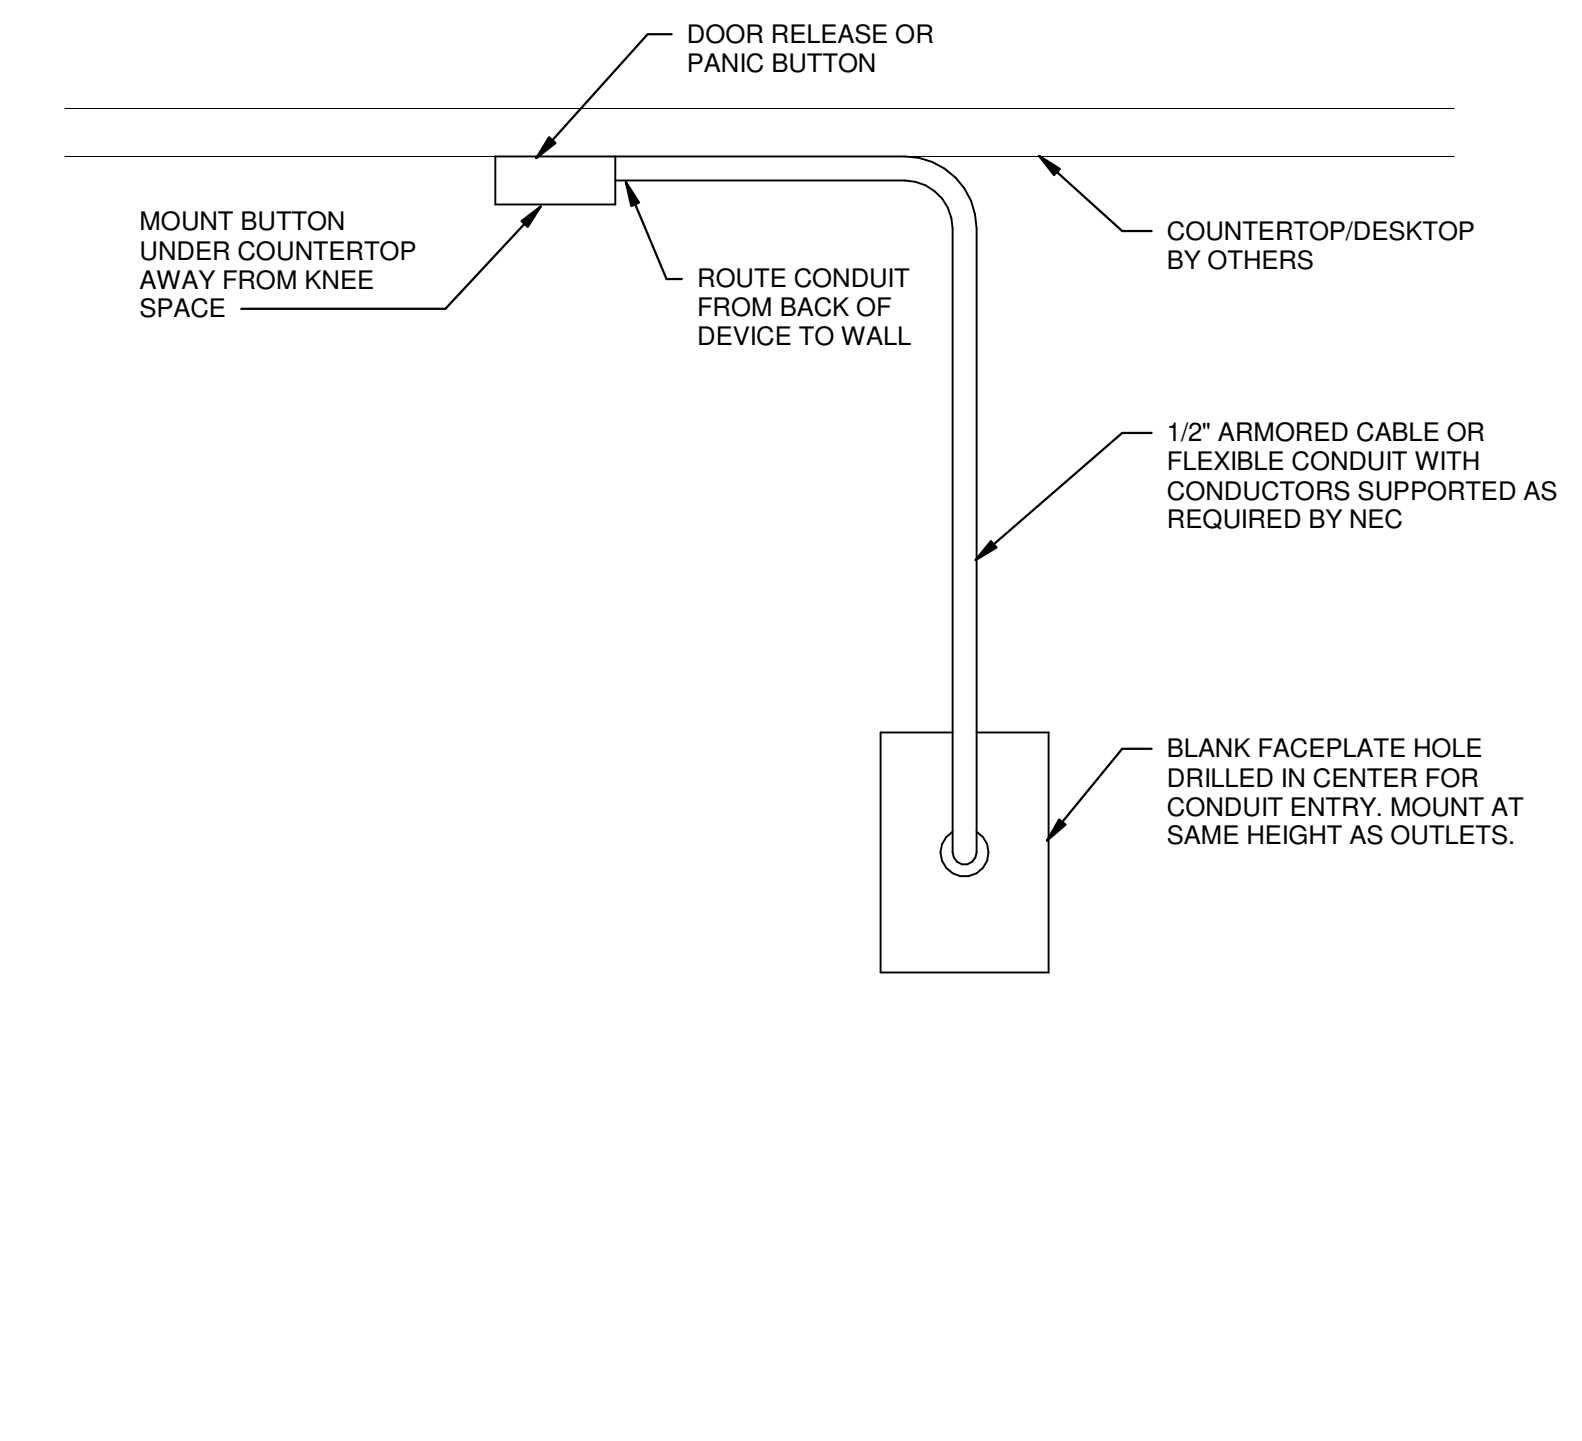 DOOR RELEASE OR
PANIC BUTTON
MOUNT BUTTON
UNDER COUNTERTOP
AWAY FROM KNEE
SPACE
ROUTE CONDUIT
FROM BACK OF
DEVICE TO WALL
COUNTERTOP/DESKTOP
BY OTHERS
1/2" ARMORED CABLE OR
FLEXIBLE CONDUIT WITH
CONDUCTORS SUPPORTED AS
REQUIRED BY NEC
BLANK FACEPLATE HOLE
DRILLED IN CENTER FOR
CONDUIT ENTRY. MOUNT AT
SAME HEIGHT AS OUTLETS.